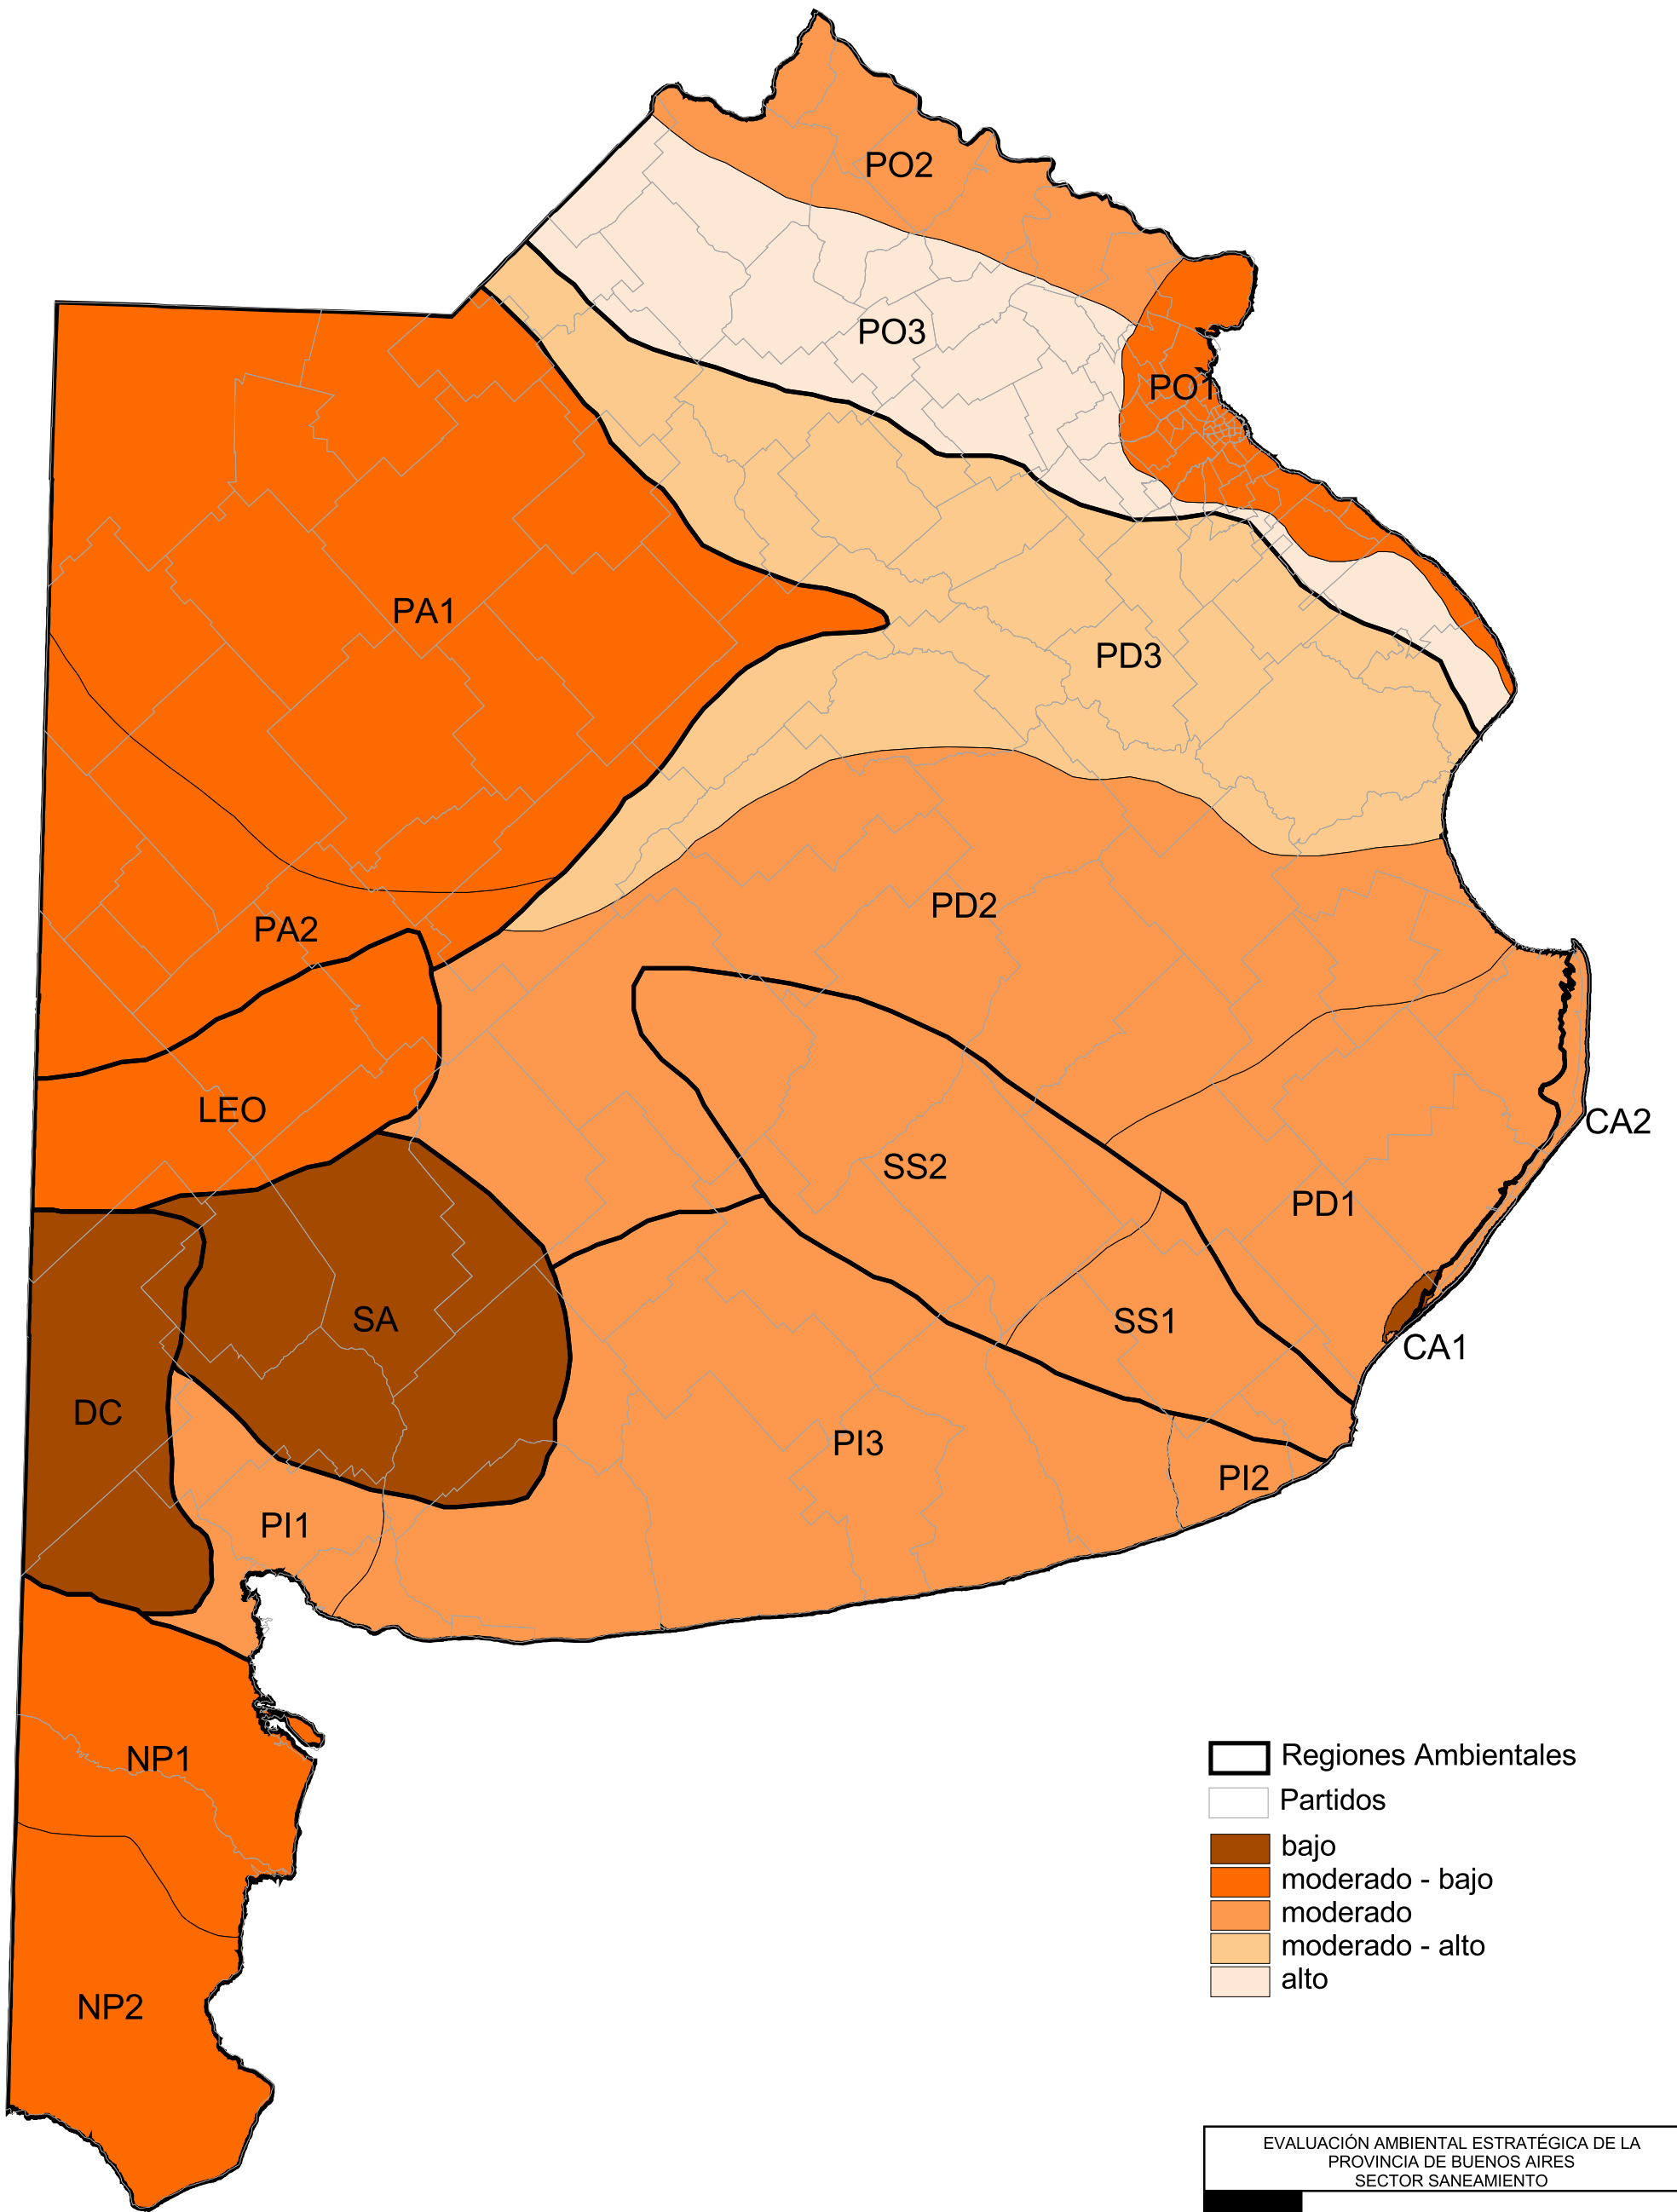 PO2
PO3
PO1
PA1
PD3
PD2
PA2
LEO
CA2
SS2
PD1
SA
SS1
CA1
DC
PI3
PI2
PI1
NP1
NP2
Regiones Ambientales
Partidos
bajo
moderado - bajo
moderado
moderado - alto
alto
EVALUACIÓN AMBIENTAL ESTRATÉGICA DE LA
PROVINCIA DE BUENOS AIRES
SECTOR SANEAMIENTO